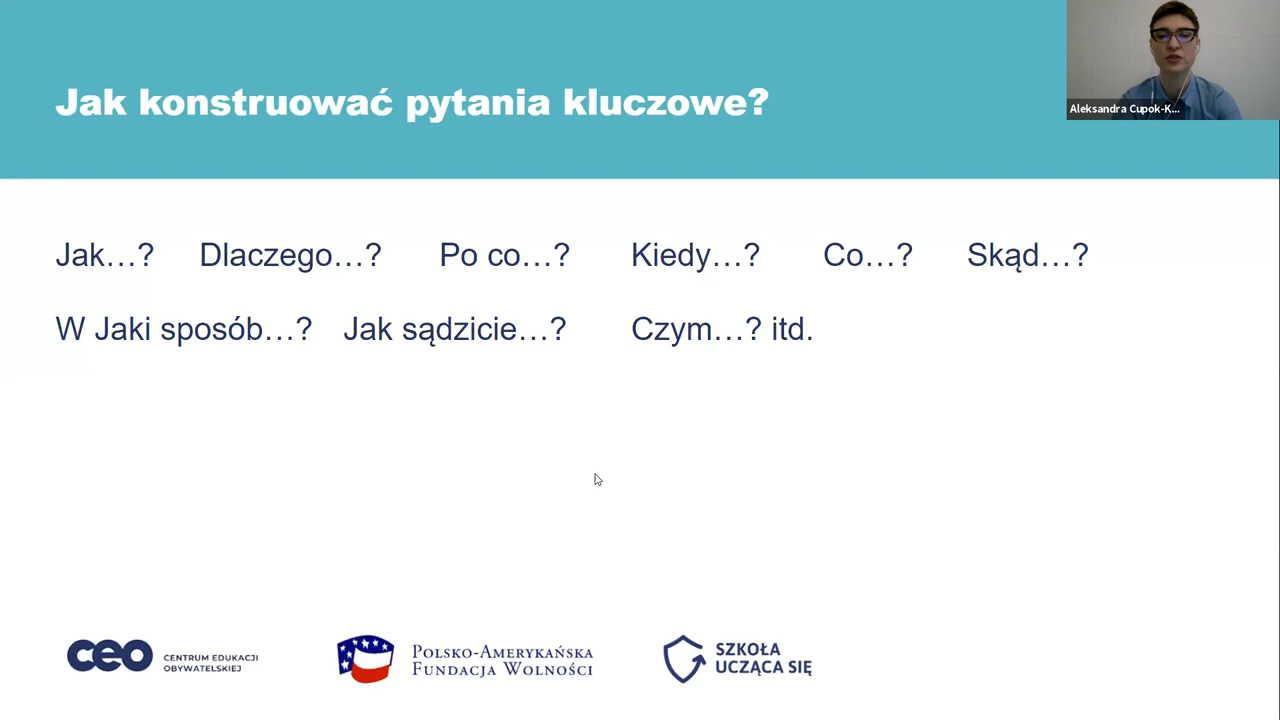 Jak konstruować pytania kluczowe?
Aleksandra Cupok-K...
Jak…? Dlaczego…? Po co…? Kiedy…? Co…? Skąd…?
W Jaki sposób…? Jak sądzicie…? Czym…? itd.
ceo CENTRUM EDUKACJI
OBYWATELSKIEJ
POLSKO-AMERYKAŃSKA
FUNDACJA WOLNOŚCI
SZKOŁA
UCZĄCA SIĘ